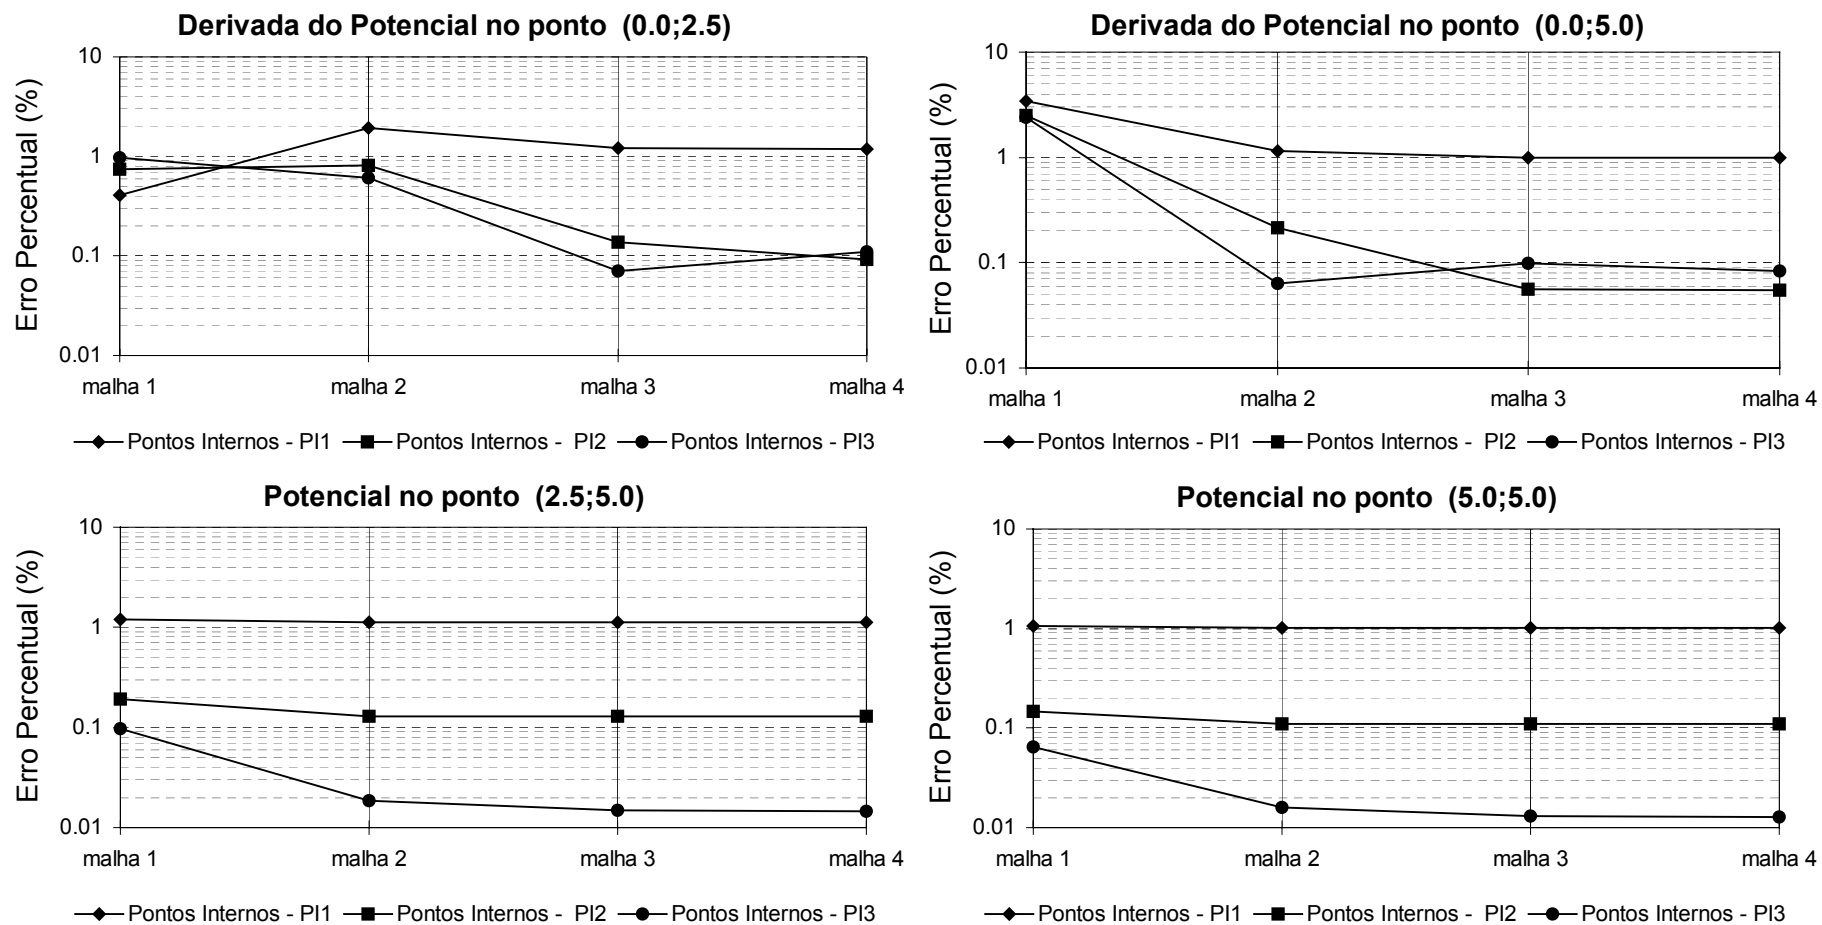 Derivada do Potencial no ponto (0.0;2.5)
Erro Percentual (%)
10
1
0.1
0.01
malha 1 malha 2 malha 3 malha 4
Pontos Internos - PI1 Pontos Internos - PI2 Pontos Internos - PI3
Derivada do Potencial no ponto (0.0;5.0)
Erro Percentual (%)
10
1
0.1
0.01
malha 1 malha 2 malha 3 malha 4
Pontos Internos - PI1 Pontos Internos - PI2 Pontos Internos - PI3
Potencial no ponto (2.5;5.0)
Erro Percentual (%)
10
1
0.1
0.01
malha 1 malha 2 malha 3 malha 4
Pontos Internos - PI1 Pontos Internos - PI2 Pontos Internos - PI3
Potencial no ponto (5.0;5.0)
Erro Percentual (%)
10
1
0.1
0.01
malha 1 malha 2 malha 3 malha 4
Pontos Internos - PI1 Pontos Internos - PI2 Pontos Internos - PI3